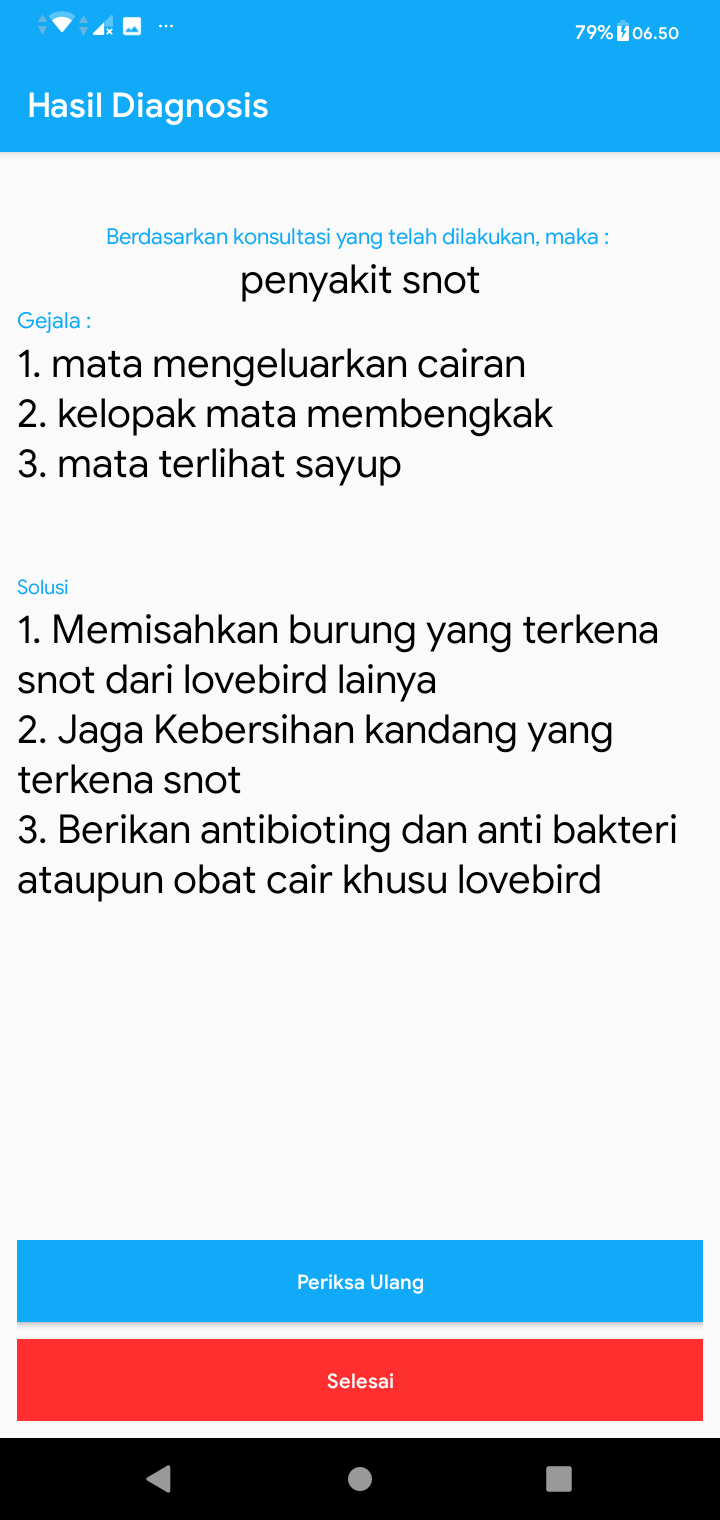 79% 06.50
Hasil Diagnosis
Berdasarkan konsultasi yang telah dilakukan, maka :
penyakit snot
Gejala :
1. mata mengeluarkan cairan
2. kelopak mata membengkak
3. mata terlihat sayup
Solusi
1. Memisahkan burung yang terkena
snot dari lovebird lainya
2. Jaga Kebersihan kandang yang
terkena snot
3. Berikan antibioting dan anti bakteri
ataupun obat cair khusu lovebird
Periksa Ulang
Selesai